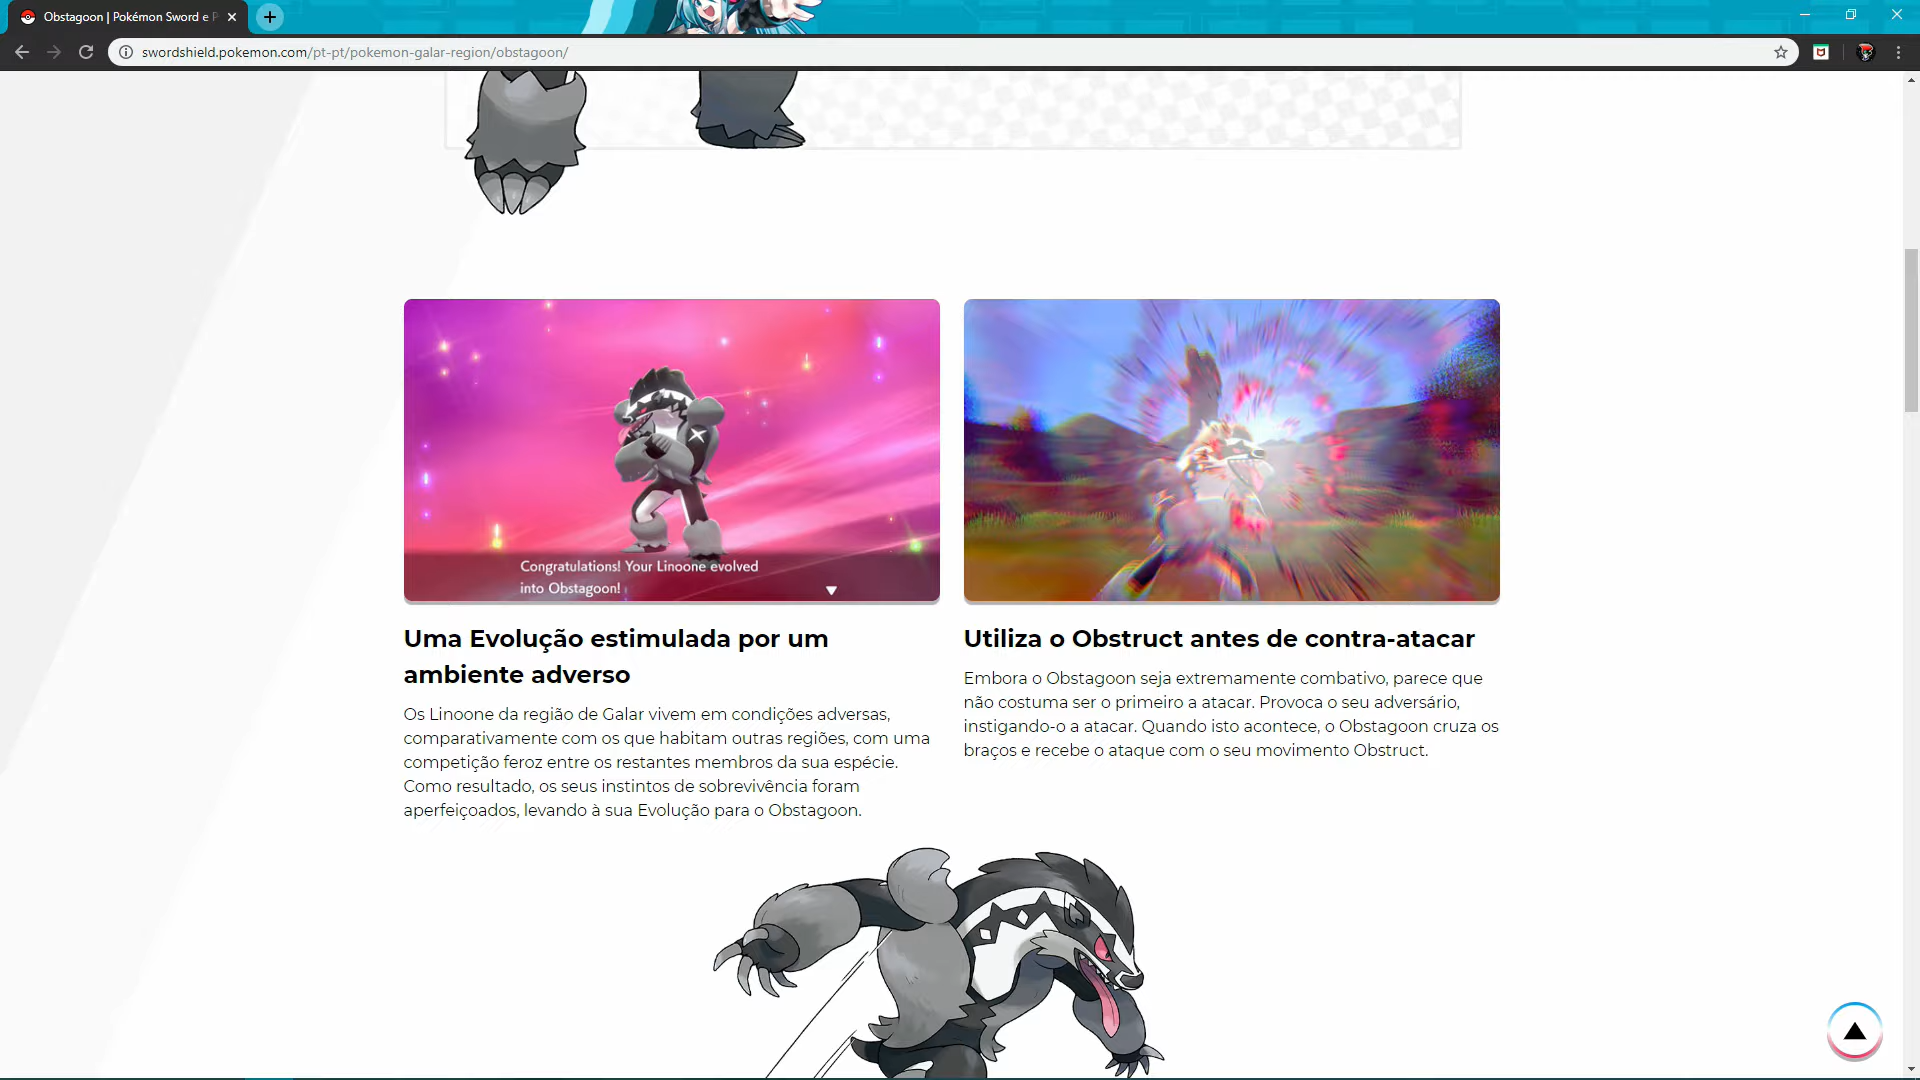 Obstagoon | Pokémon Sword e P
swordshield.pokemon.com/pt-pt/pokemon-galar-region/obstagoon/
Congratulations! Your Linoone evolved
into Obstagoon!
Uma Evolução estimulada por um
ambiente adverso
Os Linoone da região de Galar vivem em condições adversas,
comparativamente com os que habitam outras regiões, com uma
competição feroz entre os restantes membros da sua espécie.
Como resultado, os seus instintos de sobrevivência foram
aperfeiçoados, levando à sua Evolução para o Obstagoon.
Utiliza o Obstruct antes de contra-atacar
Embora o Obstagoon seja extremamente combativo, parece que
não costuma ser o primeiro a atacar. Provoca o seu adversário,
instigando-o a atacar. Quando isto acontece, o Obstagoon cruza os
braços e recebe o ataque com o seu movimento Obstruct.